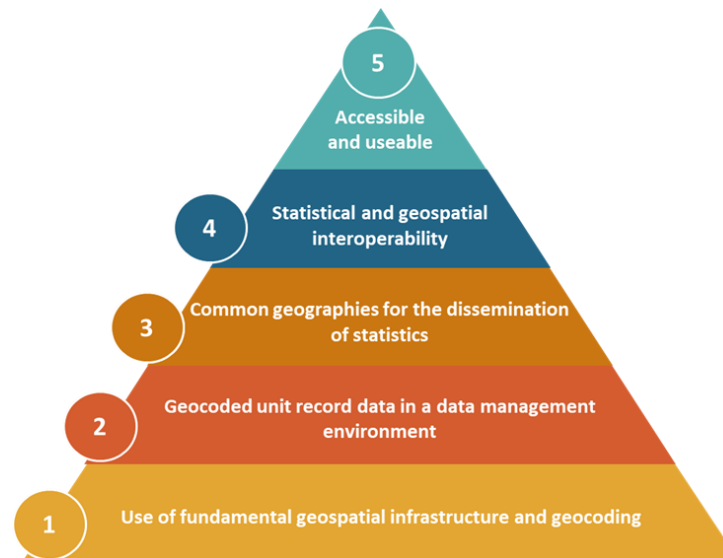 5
Accessible
and useable
4
Statistical and geospatial
interoperability
3
Common geographies for the dissemination
of statistics
2
Geocoded unit record data in a data management
environment
1
Use of fundamental geospatial infrastructure and geocoding